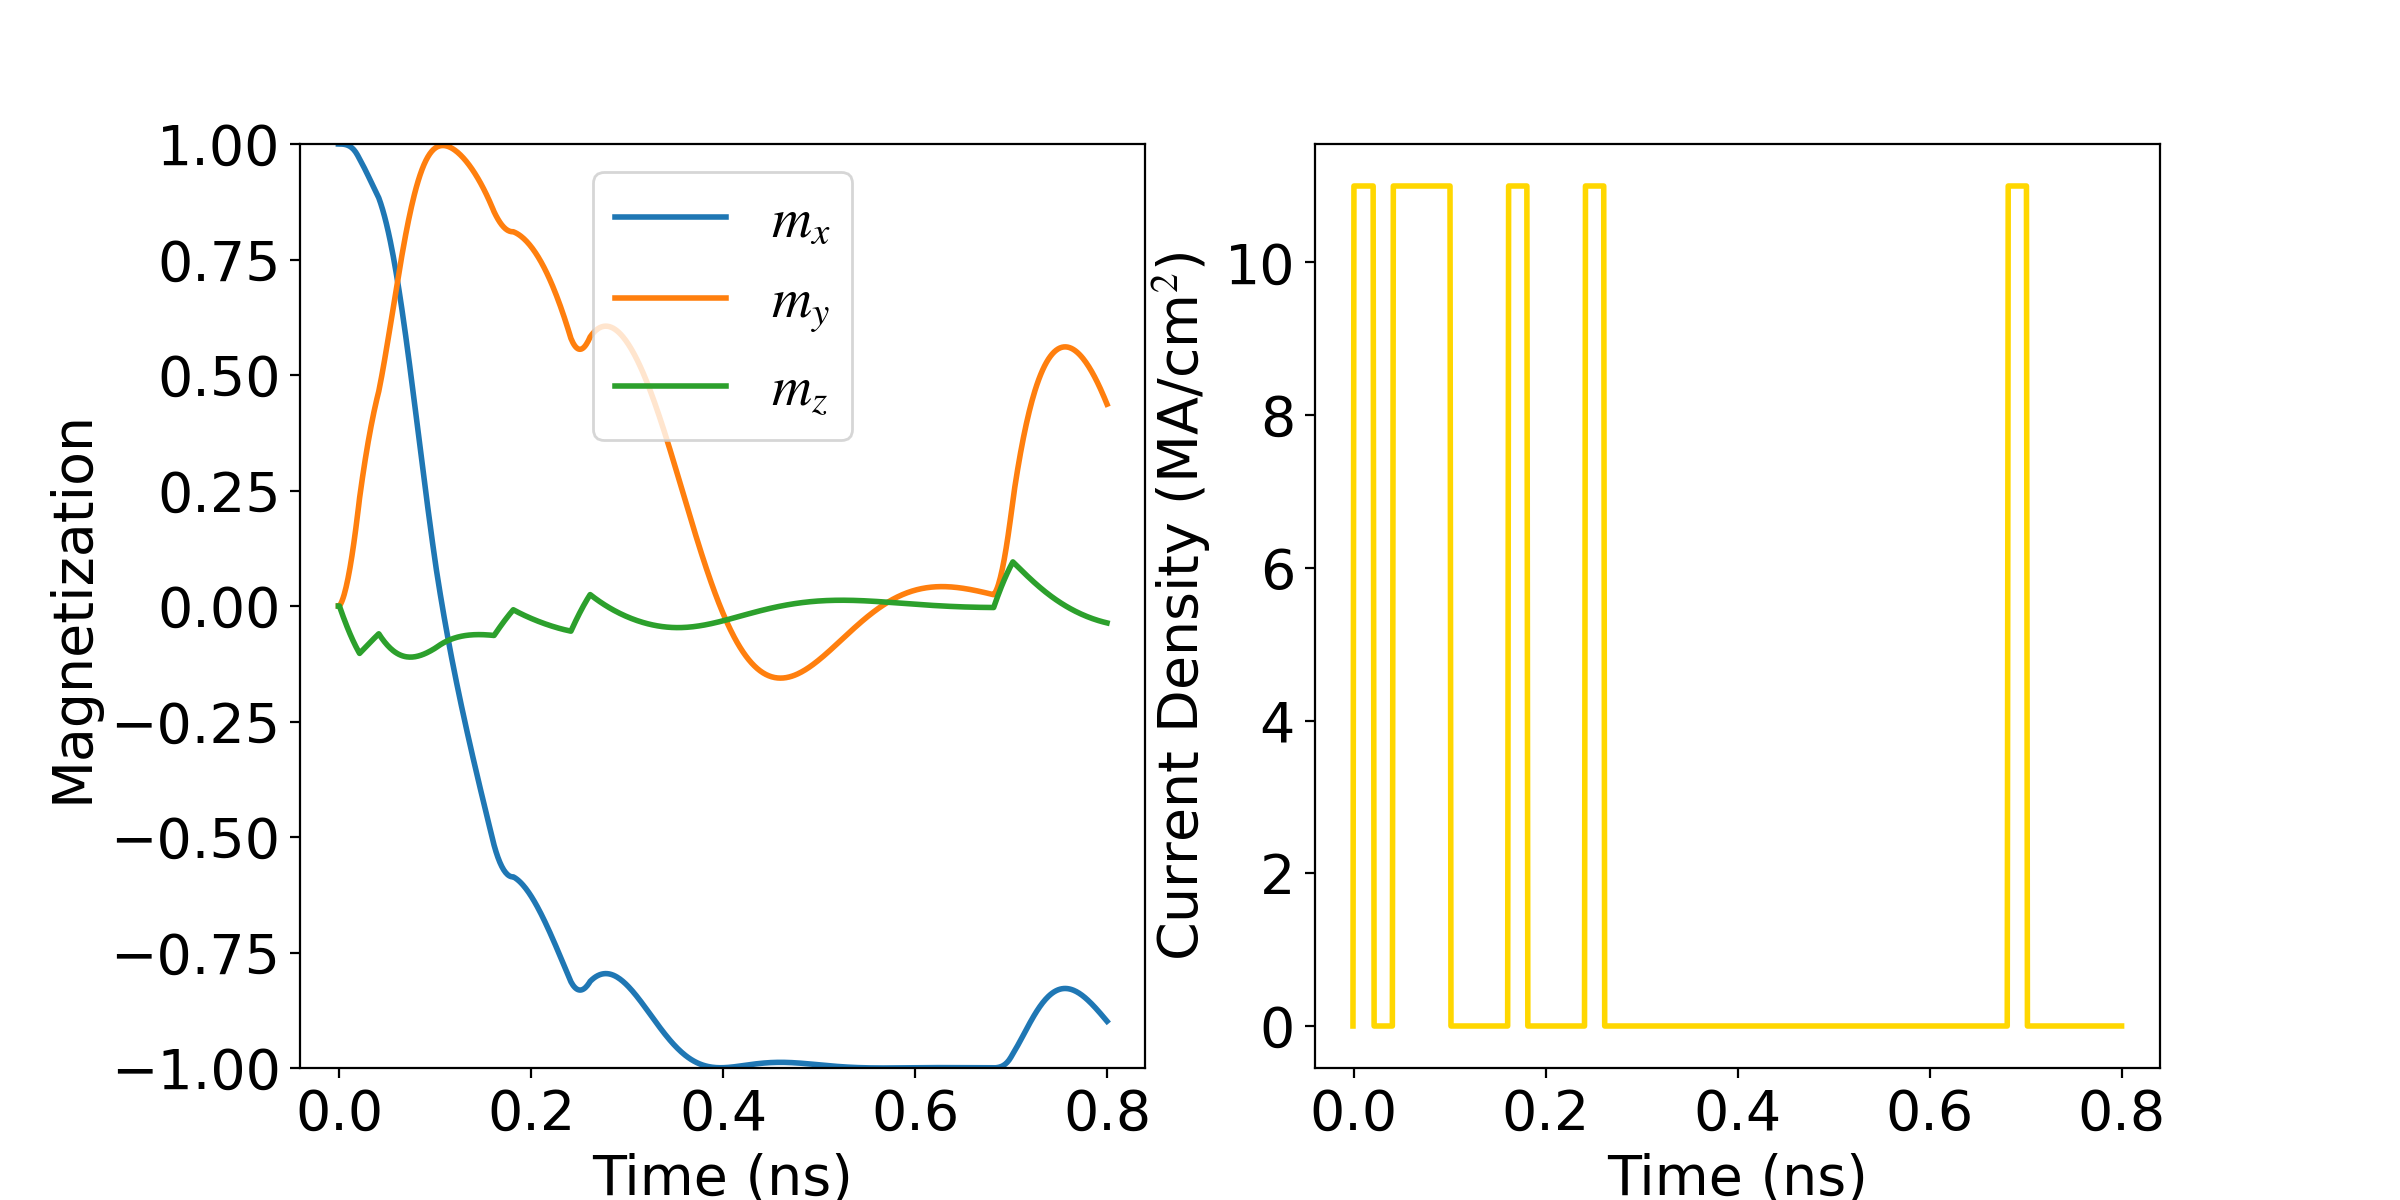 1.00
0.75
0.50
0.25
0.00
−0.25
−0.50
−0.75
−1.00
Magnetization
0.0 0.2 0.4 0.6 0.8
Time (ns)
m_x
m_y
m_z
10
8
6
4
2
0
Current Density (MA/cm²)
0.0 0.2 0.4 0.6 0.8
Time (ns)